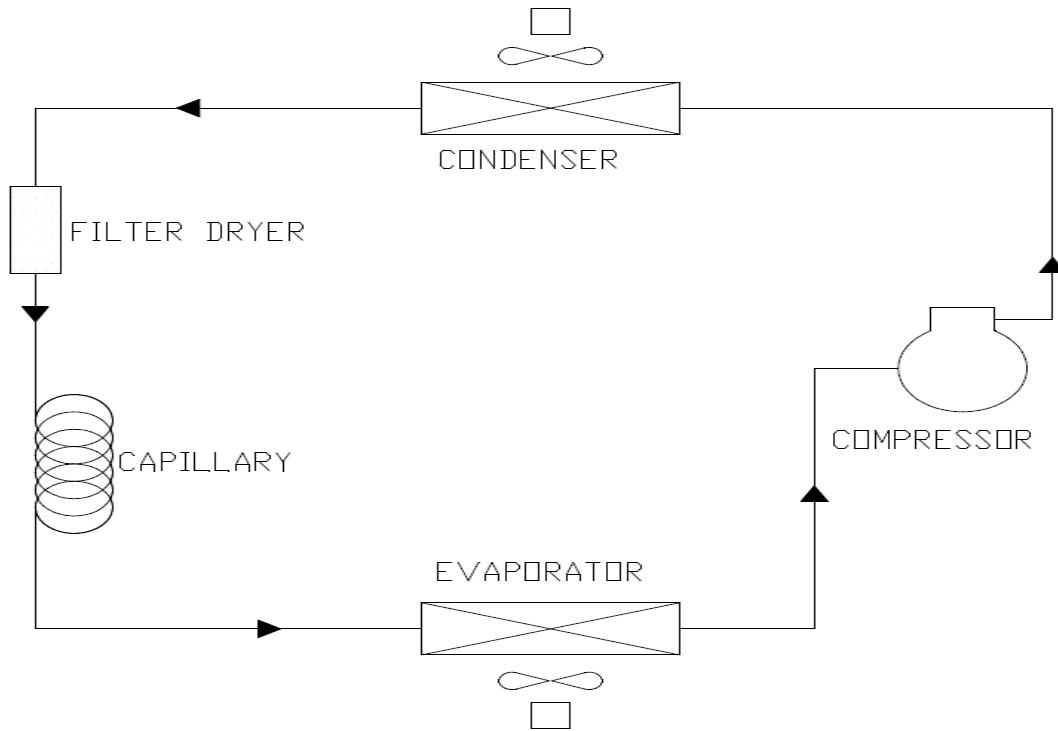 CONDENSER
FILTER DRYER
COMPRESSOR
CAPILLARY
EVAPORATOR